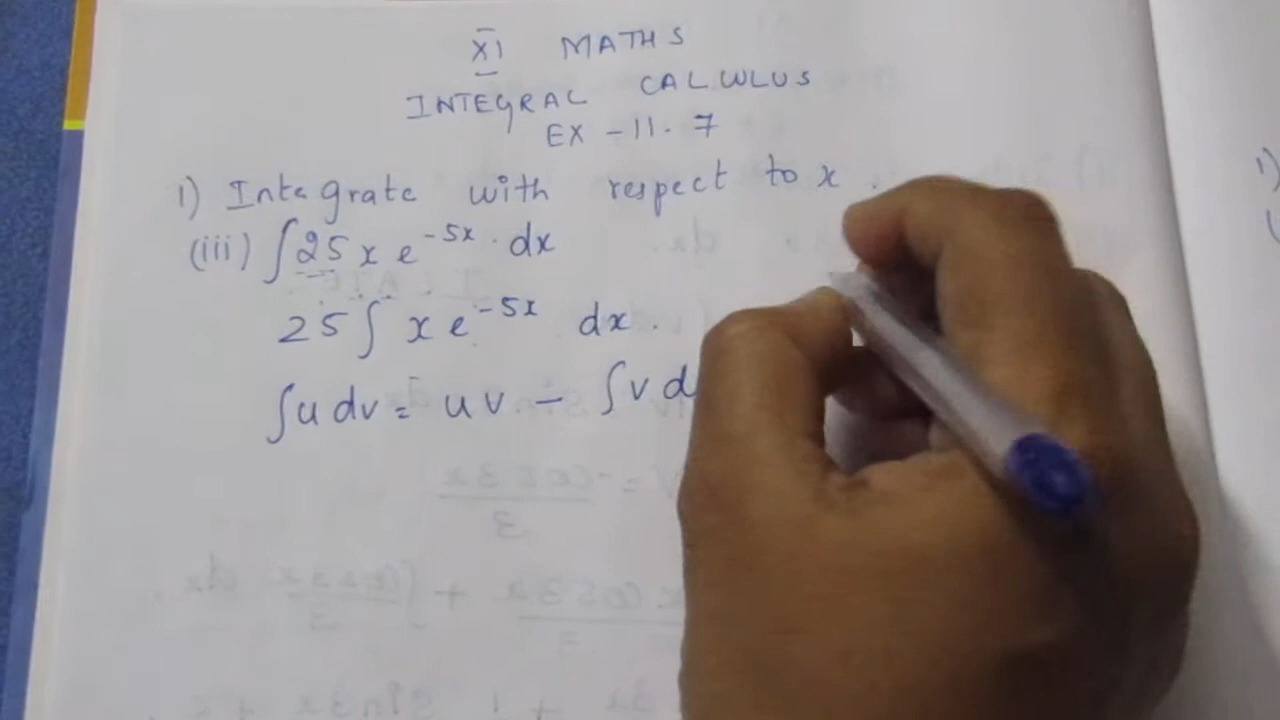 XI MATHS
INTEGRAL CALCULUS
EX - 11.7
1) Integrate with respect to x.
(iii) ∫25x e^-5x . dx
25∫ x e^-5x dx.
∫u dv = uv - ∫v d